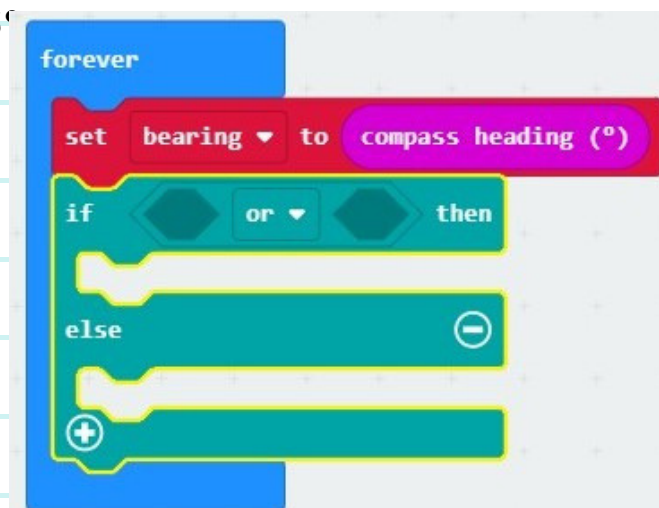 forever
set bearing to compass heading (º)
if or then
else